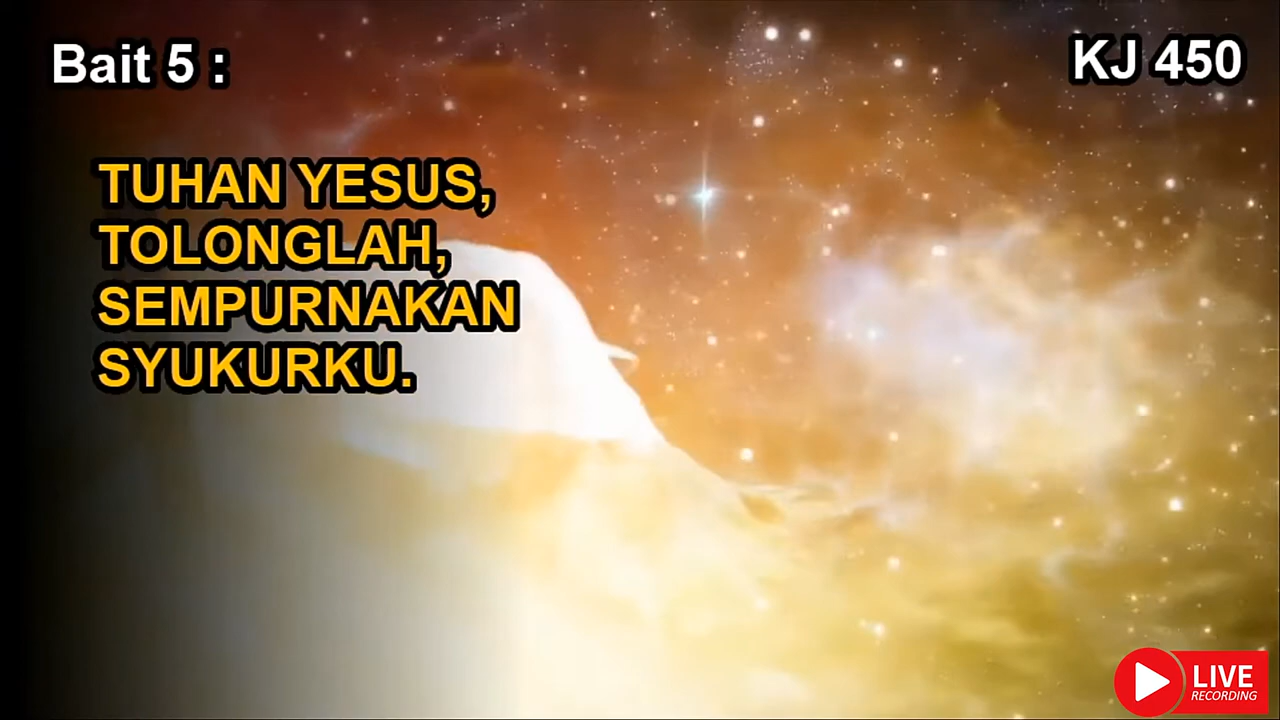 Bait 5 :
KJ 450
TUHAN YESUS,
TOLONGLAH,
SEMPURNAKAN
SYUKURKU.
LIVE
RECORDING